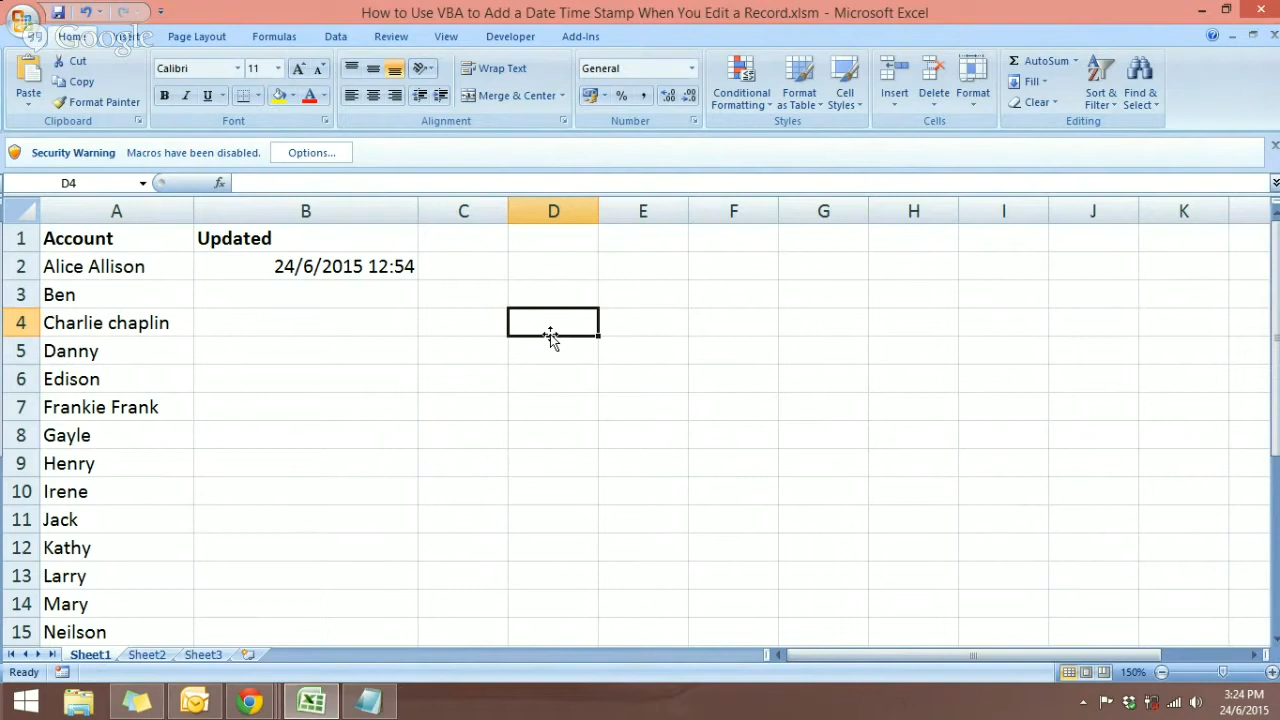 How to Use VBA to Add a Date Time Stamp When You Edit a Record.xlsm - Microsoft Excel
Google
Home Insert Page Layout Formulas Data Review View Developer Add-Ins
Paste
Cut
Copy
Format Painter
Clipboard
Calibri 11 A A
B I U A
Font
Wrap Text
Merge & Center
Alignment
General
% ,
Number
Conditional Formatting
Format as Table
Cell Styles
Styles
Insert
Delete
Format
Cells
Σ AutoSum
Fill
Clear
Sort & Filter
Find & Select
Editing
Security Warning Macros have been disabled. Options...
D4 fx
A B C D E F G H I J K
1 Account Updated
2 Alice Allison 24/6/2015 12:54
3 Ben
4 Charlie chaplin
5 Danny
6 Edison
7 Frankie Frank
8 Gayle
9 Henry
10 Irene
11 Jack
12 Kathy
13 Larry
14 Mary
15 Neilson
Sheet1 Sheet2 Sheet3
Ready 150%
3:24 PM
24/6/2015